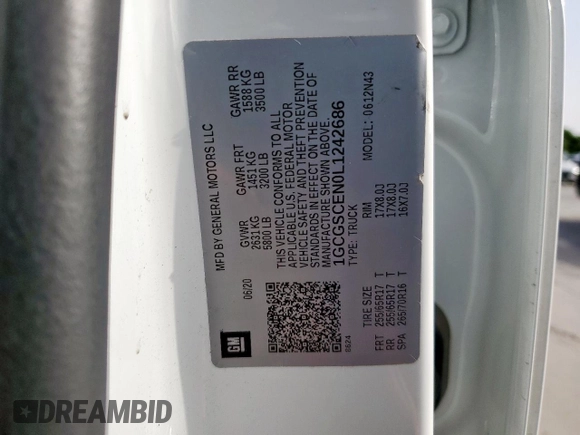 MFD BY GENERAL MOTORS LLC
06/20
GVWR
2631 KG
5800 LB
GAWR FRT
1451 KG
3200 LB
GAWR RR
1588 KG
3500 LB
THIS VEHICLE CONFORMS TO ALL
APPLICABLE U.S. FEDERAL MOTOR
VEHICLE SAFETY AND THEFT PREVENTION
STANDARDS IN EFFECT ON THE DATE OF
MANUFACTURE SHOWN ABOVE.
1GCGSCEN0L1242686
TYPE: TRUCK
MODEL: 0612N43
GM
8624
TIRE SIZE RIM
FRT 255/65R17 T 17X8.0J
RR 255/65R17 T 17X8.0J
SPA 265/70R16 T 16X7.0J
DREAMBID